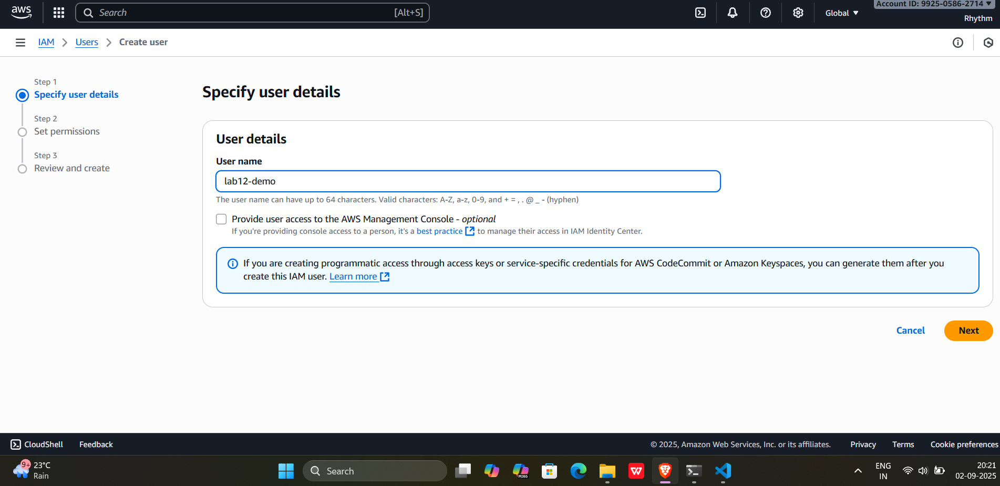 aws
Search
[Alt+S]
Global
Account ID: 9925-0586-2714
Rhythm
IAM
Users
Create user
Step 1
Specify user details
Step 2
Set permissions
Step 3
Review and create
Specify user details
User details
User name
lab12-demo
The user name can have up to 64 characters. Valid characters: A-Z, a-z, 0-9, and + = , . @ _ - (hyphen)
Provide user access to the AWS Management Console - optional
If you're providing console access to a person, it's a best practice to manage their access in IAM Identity Center.
If you are creating programmatic access through access keys or service-specific credentials for AWS CodeCommit or Amazon Keyspaces, you can generate them after you
create this IAM user. Learn more
Cancel
Next
CloudShell
Feedback
© 2025, Amazon Web Services, Inc. or its affiliates.
Privacy
Terms
Cookie preferences
9+
23°C
Rain
Search
M365
W
ENG
IN
20:21
02-09-2025